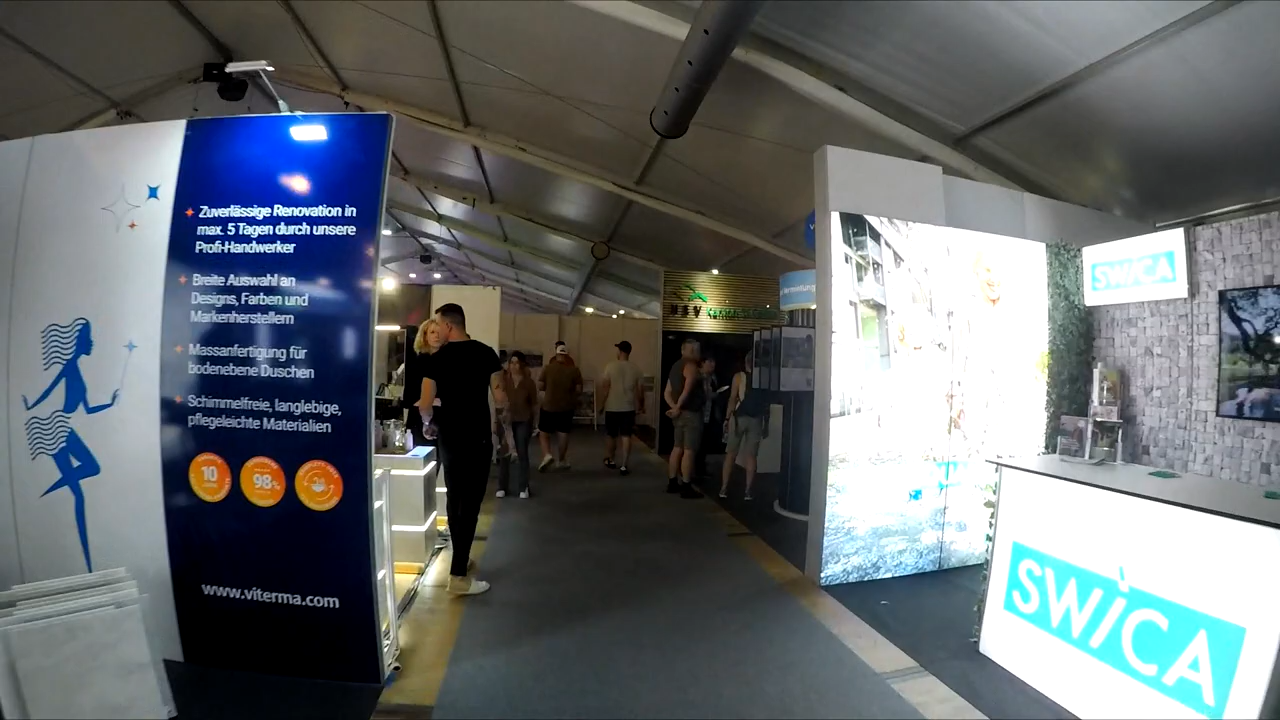 Zuverlässige Renovation in
max. 5 Tagen durch unsere
Profi-Handwerker
Breite Auswahl an
Designs, Farben und
Markenherstellern
Massanfertigung für
bodenebene Duschen
Schimmelfreie, langlebige,
pflegeleichte Materialien
10
98%
www.viterma.com
SWICA
SWICA